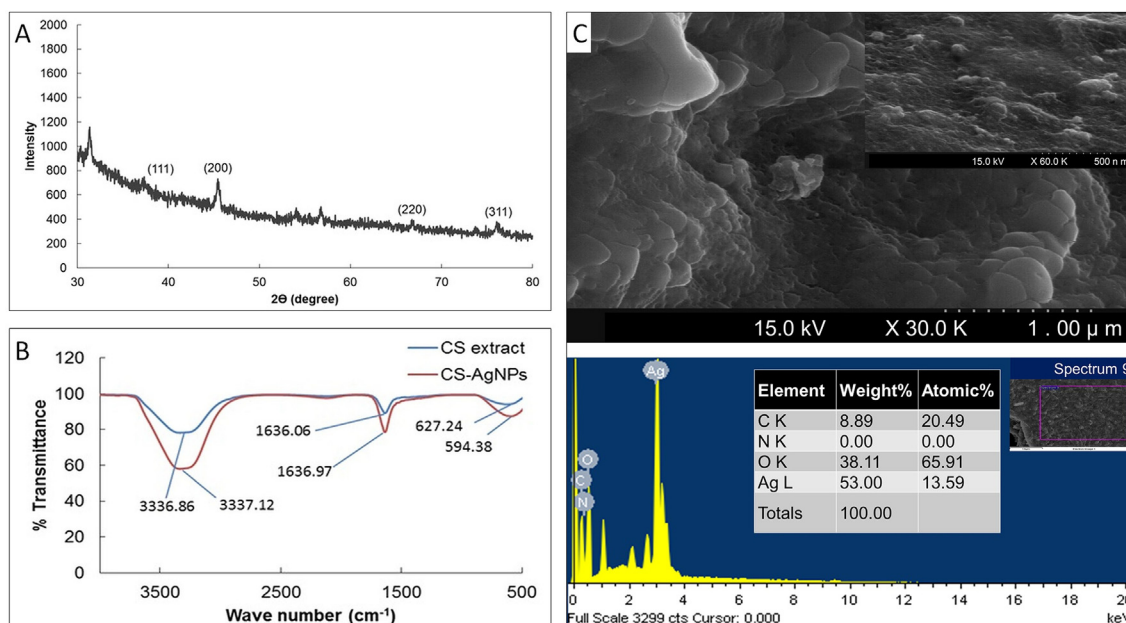 A
2000
1800
1600
1400
1200
1000
800
600
400
200
0
Intensity
(111)
(200)
(220)
(311)
30
40
50
60
70
80
2Θ (degree)
B
CS extract
CS-AgNPs
120
100
80
60
40
20
0
% Transmittance
3336.86
3337.12
1636.06
1636.97
627.24
594.38
3500
2500
1500
500
Wave number (cm⁻¹)
C
15.0 kV X 60.0 K 500 n m
15.0 kV X 30.0 K 1 . 00 µ m
Ag
O
C
N
Element Weight% Atomic%
C K 8.89 20.49
N K 0.00 0.00
O K 38.11 65.91
Ag L 53.00 13.59
Totals 100.00
Spectrum 9
0 2 4 6 8 10 12 14 16 18 20
Full Scale 3299 cts Cursor: 0.000
keV